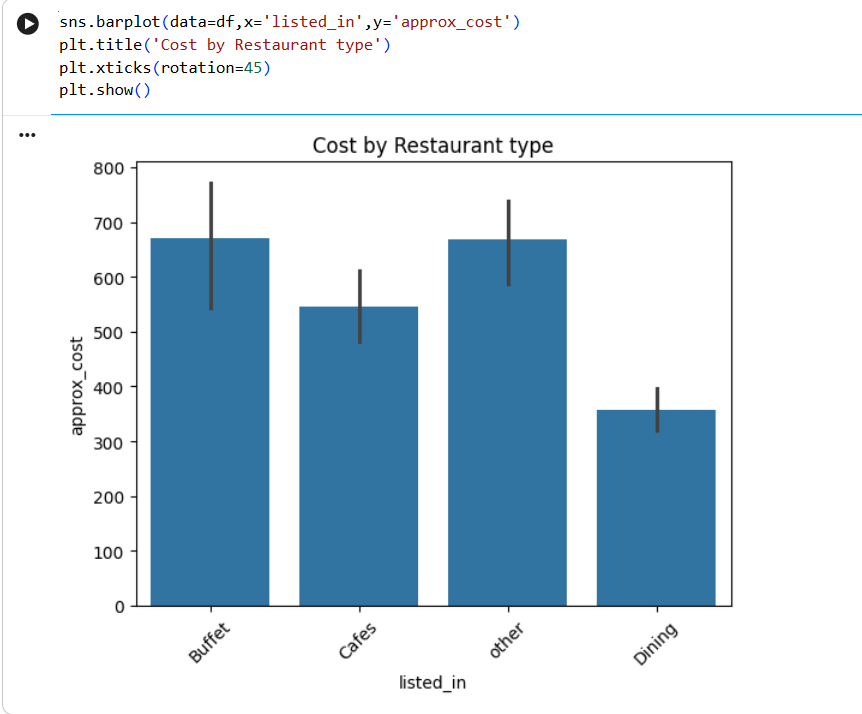 sns.barplot(data=df,x='listed_in',y='approx_cost')
plt.title('Cost by Restaurant type')
plt.xticks(rotation=45)
plt.show()
Cost by Restaurant type
800
700
600
500
400
300
200
100
0
approx_cost
Buffet
Cafes
other
Dining
listed_in